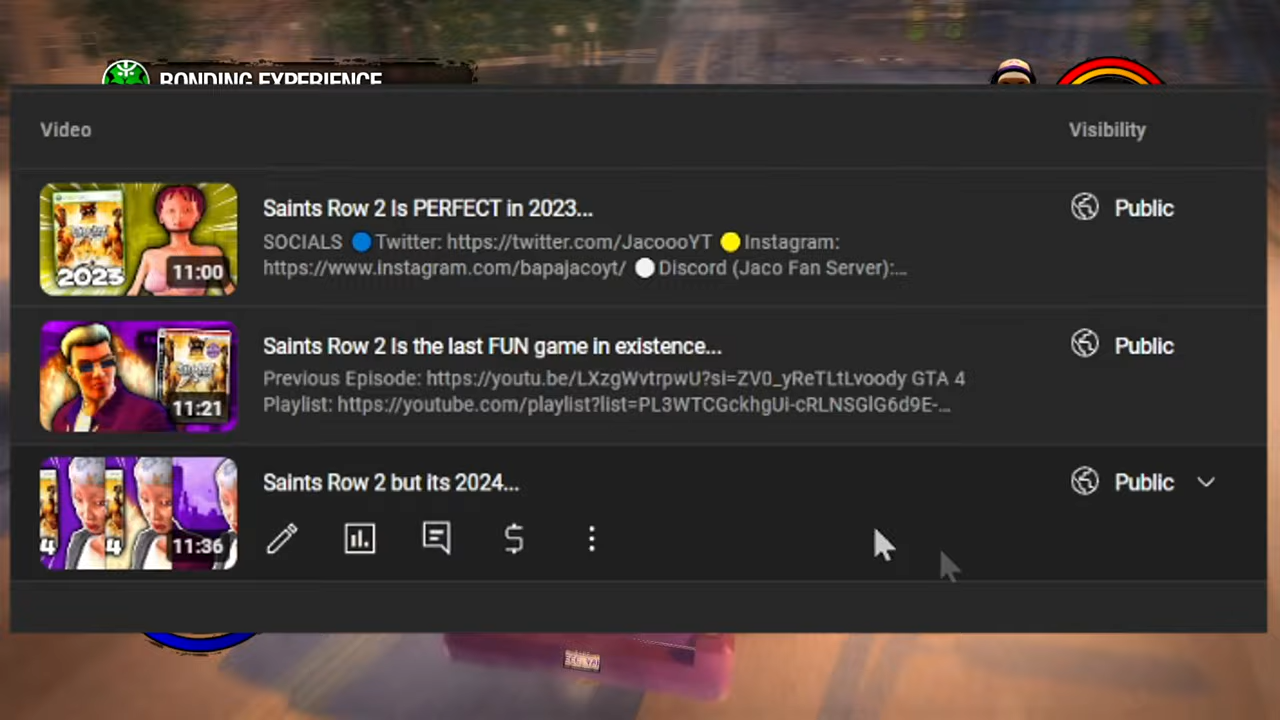 BONDING EXPERIENCE
Video
Visibility
2023
11:00
Saints Row 2 Is PERFECT in 2023...
SOCIALS 🔵Twitter: https://twitter.com/JacoooYT 🟡Instagram:
https://www.instagram.com/bapajacoyt/ ⚪Discord (Jaco Fan Server):...
Public
11:21
Saints Row 2 Is the last FUN game in existence...
Previous Episode: https://youtu.be/LXzgWvtrpwU?si=ZV0_yReTLtLvoody GTA 4
Playlist: https://youtube.com/playlist?list=PL3WTCGckhgUi-cRLNSGlG6d9E-...
Public
4
4
11:36
Saints Row 2 but its 2024...
Public